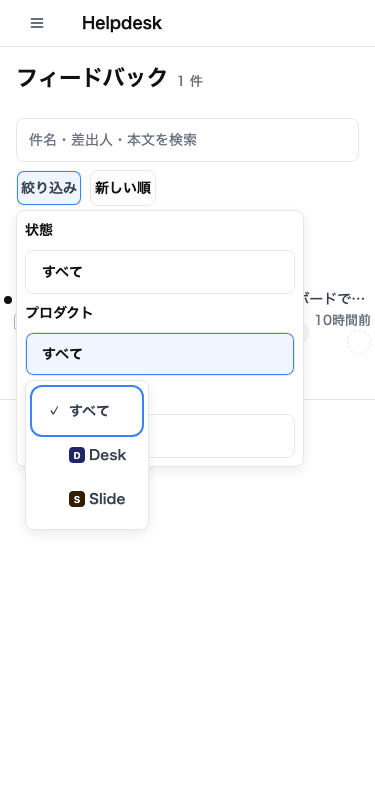 Helpdesk
フィードバック 1 件
件名・差出人・本文を検索
絞り込み 新しい順
状態
すべて
ボードで…
プロダクト
10時間前
すべて
✓ すべて
D Desk
S Slide